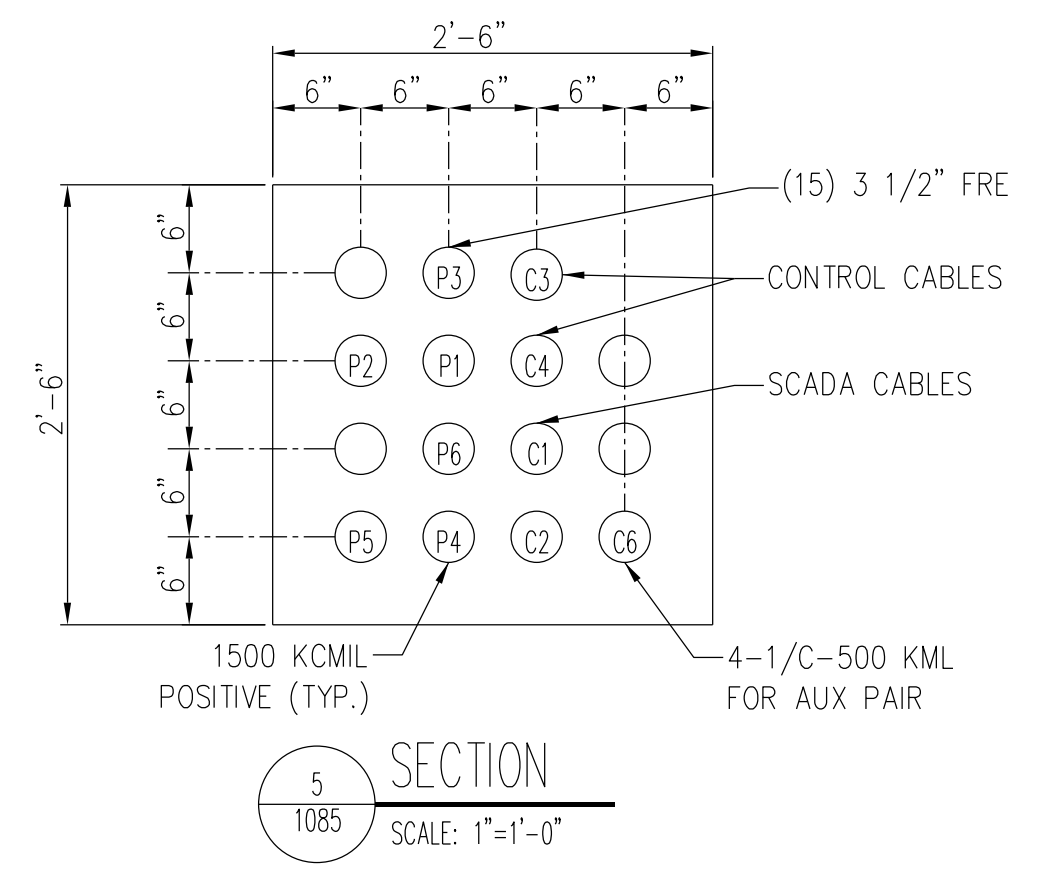 2'-6"
6" 6" 6" 6" 6"
(15) 3 1/2" FRE
6"
P3 C3
CONTROL CABLES
6"
2'-6"
P2 P1 C4
SCADA CABLES
6"
P6 C1
6"
P5 P4 C2 C6
6"
1500 KCMIL
POSITIVE (TYP.)
4-1/C-500 KML
FOR AUX PAIR
5
1085
SECTION
SCALE: 1"=1'-0"